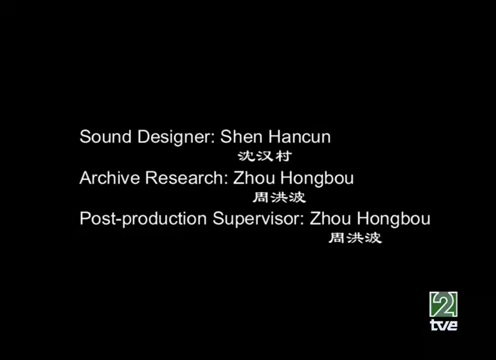 Sound Designer: Shen Hancun
沈汉村
Archive Research: Zhou Hongbou
周洪波
Post-production Supervisor: Zhou Hongbou
周洪波
2
tve